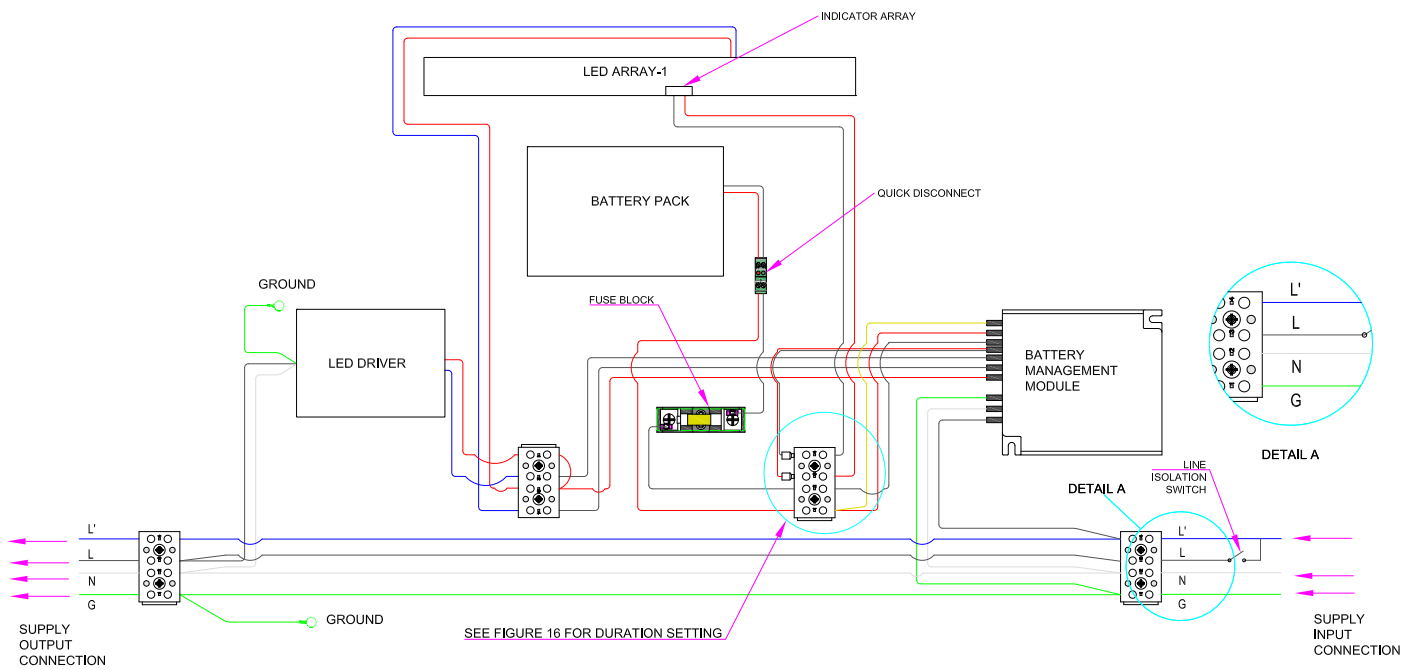 INDICATOR ARRAY
LED ARRAY-1
BATTERY PACK
QUICK DISCONNECT
GROUND
FUSE BLOCK
LED DRIVER
BATTERY
MANAGEMENT
MODULE
L'
L
N
G
DETAIL A
LINE
ISOLATION
SWITCH
DETAIL A
L'
L
N
G
L'
L
N
G
GROUND
SEE FIGURE 16 FOR DURATION SETTING
SUPPLY
OUTPUT
CONNECTION
SUPPLY
INPUT
CONNECTION